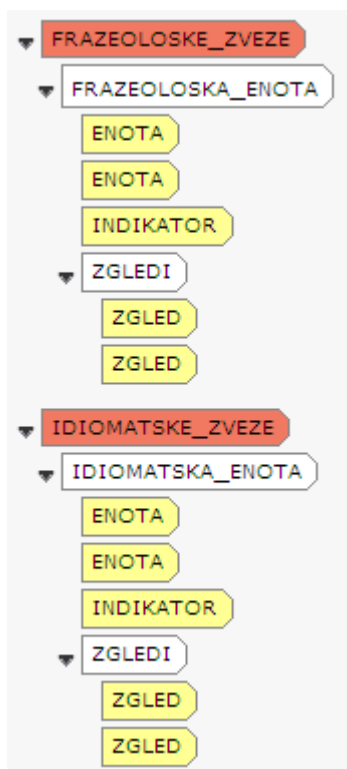 FRAZEOLOSKE_ZVEZE
FRAZEOLOSKA_ENOTA
ENOTA
ENOTA
INDIKATOR
ZGLEDI
ZGLED
ZGLED
IDIOMATSKE_ZVEZE
IDIOMATSKA_ENOTA
ENOTA
ENOTA
INDIKATOR
ZGLEDI
ZGLED
ZGLED